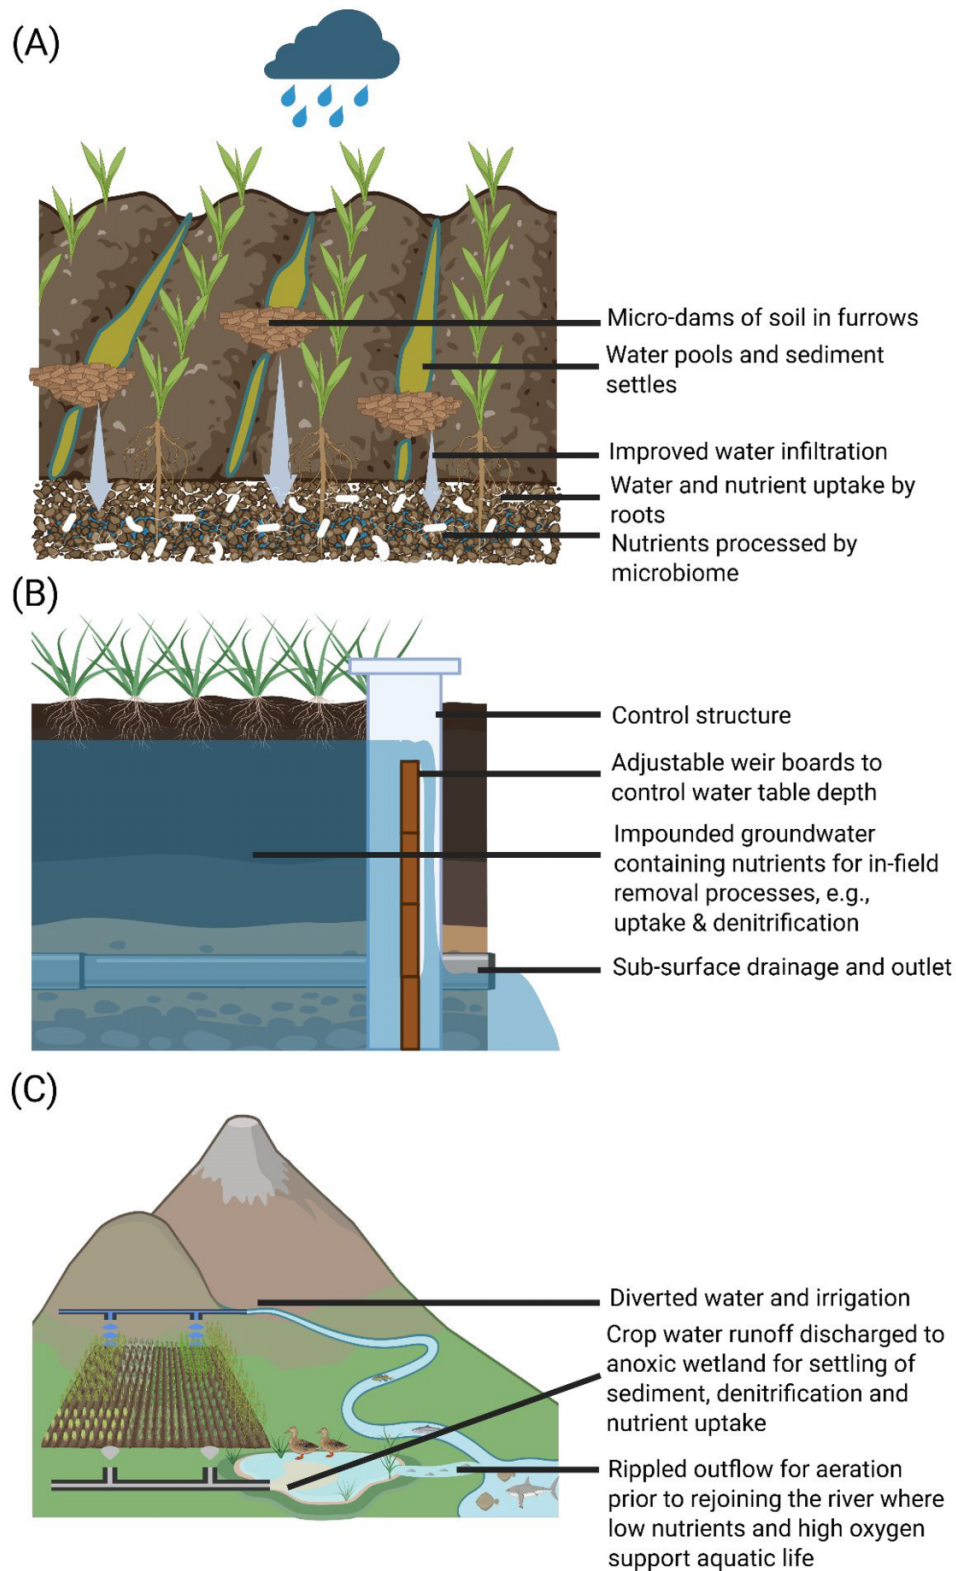 (A)
Micro-dams of soil in furrows
Water pools and sediment
settles
Improved water infiltration
Water and nutrient uptake by
roots
Nutrients processed by
microbiome
(B)
Control structure
Adjustable weir boards to
control water table depth
Impounded groundwater
containing nutrients for in-field
removal processes, e.g.,
uptake & denitrification
Sub-surface drainage and outlet
(C)
Diverted water and irrigation
Crop water runoff discharged to
anoxic wetland for settling of
sediment, denitrification and
nutrient uptake
Rippled outflow for aeration
prior to rejoining the river where
low nutrients and high oxygen
support aquatic life